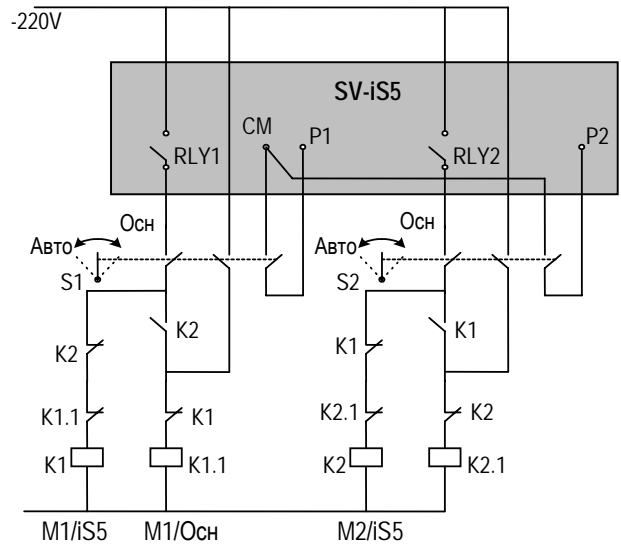 -220V
SV-iS5
CM P1 P2
RLY1 RLY2
Осн Осн
Авто Авто
S1 S2
K2 K1
K2 K1
K1.1 K1 K2.1 K2
K1 K1.1 K2 K2.1
M1/iS5 M1/Осн M2/iS5